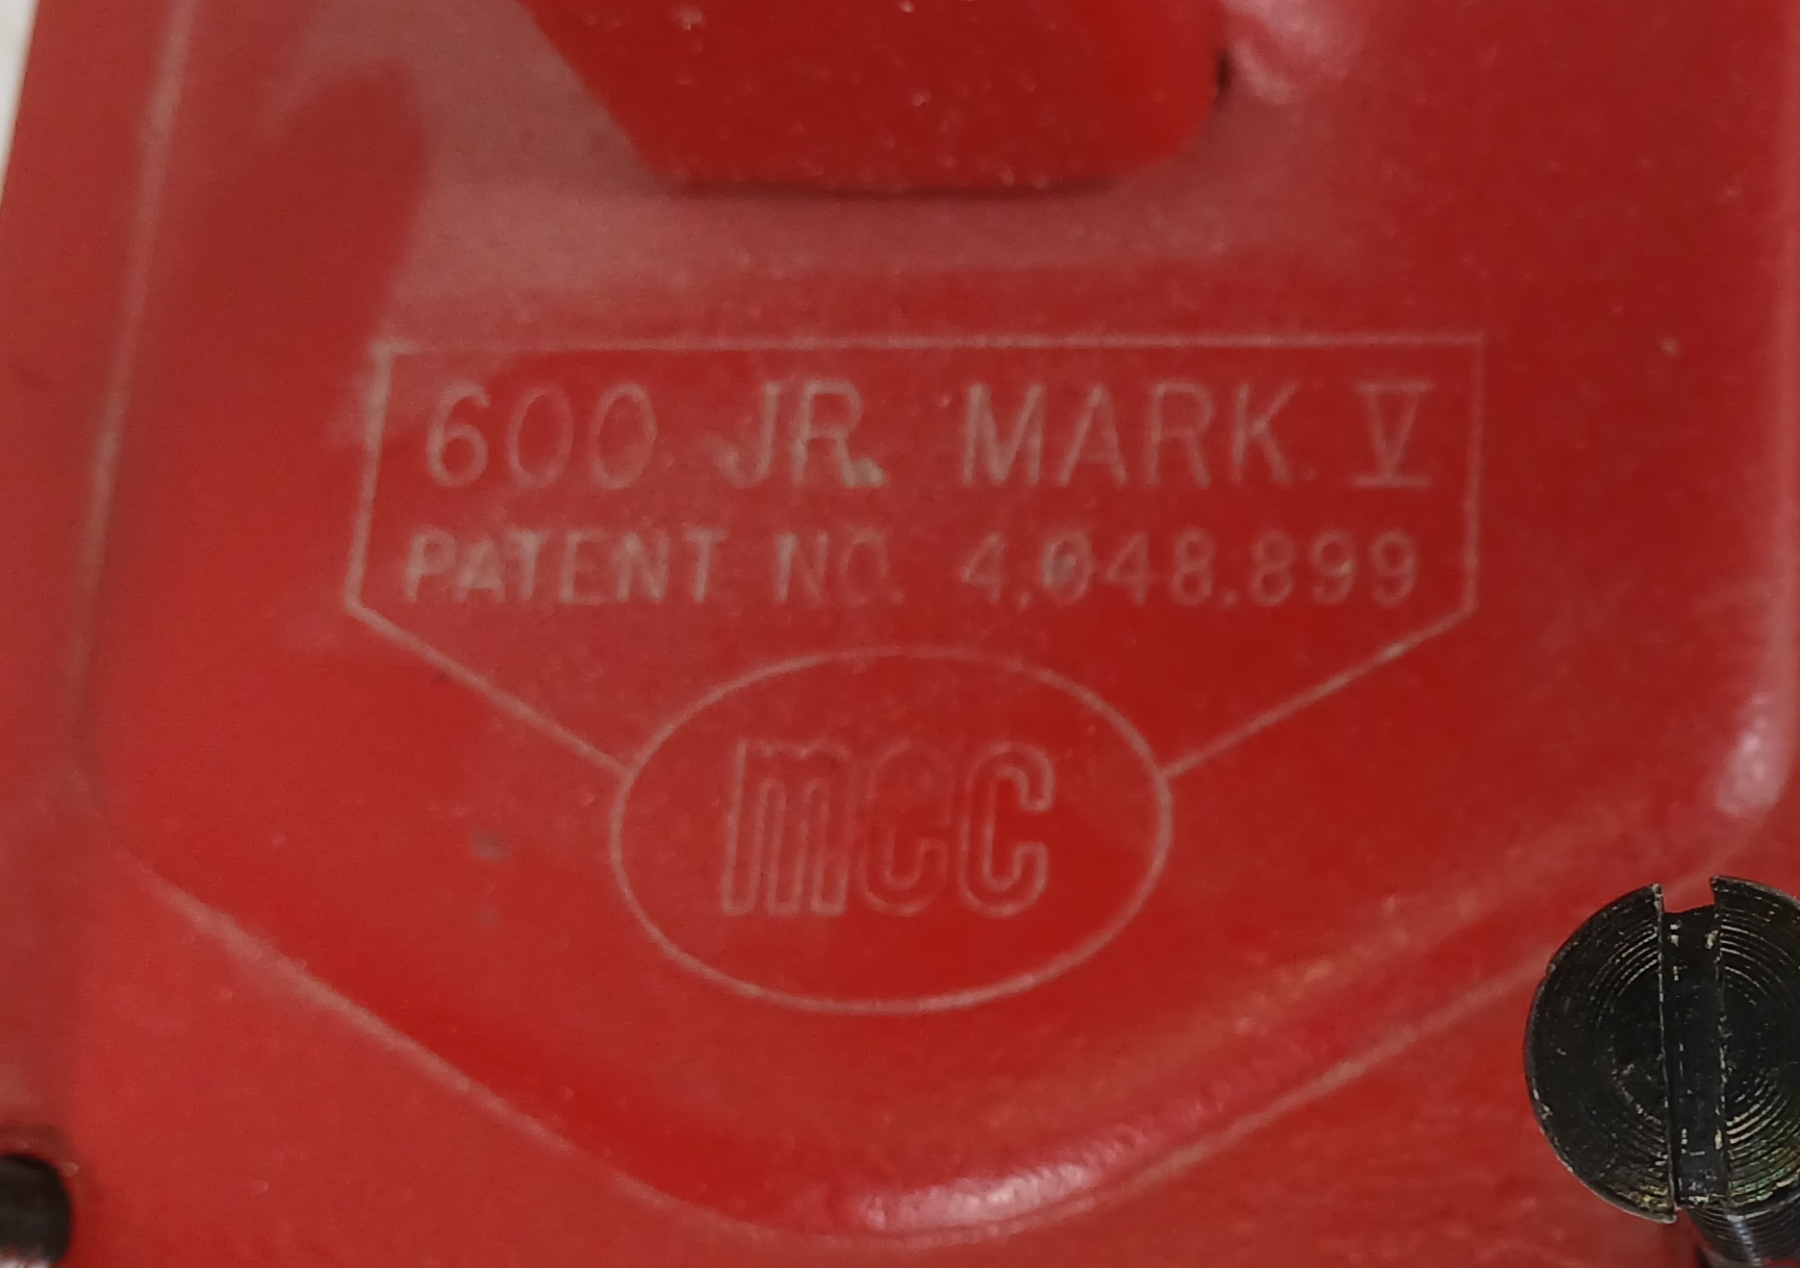 600 JR. MARK V
PATENT NO. 4,048,899
mec